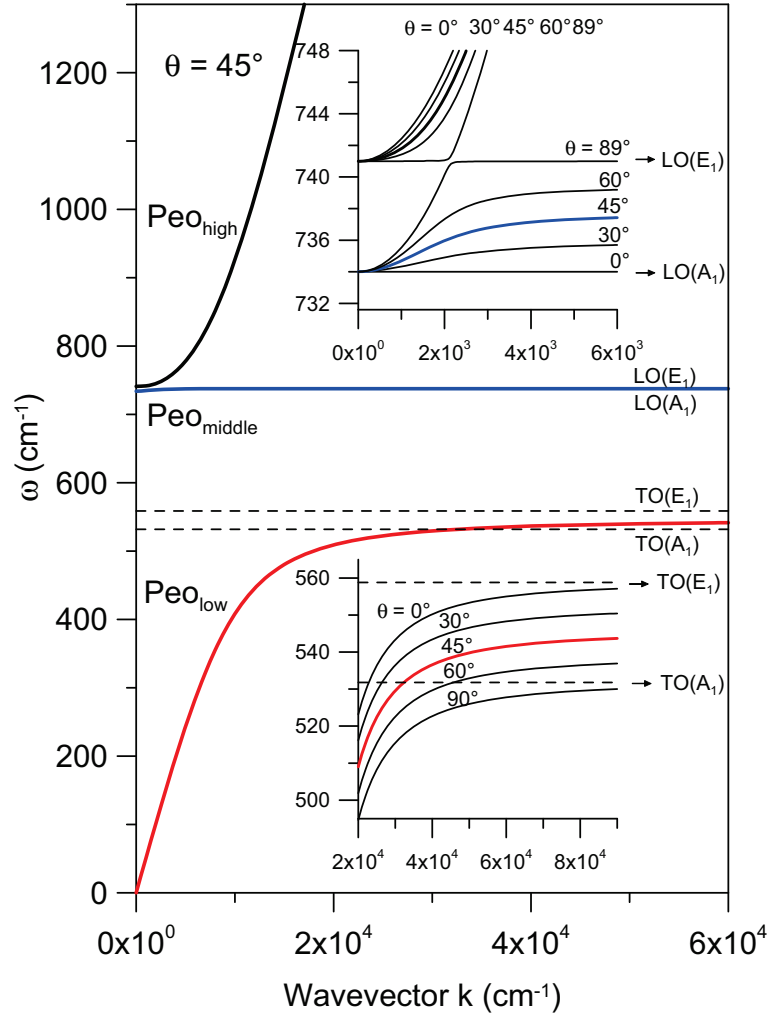 θ = 45°
1300
1200
1000
800
600
400
200
0
ω (cm⁻¹)
Peo_high
Peo_middle
Peo_low
LO(E₁)
LO(A₁)
TO(E₁)
TO(A₁)
0x10⁰ 2x10⁴ 4x10⁴ 6x10⁴
Wavevector k (cm⁻¹)
θ = 0° 30° 45° 60° 89°
748
744
740
736
732
θ = 89°
60°
45°
30°
0°
→ LO(E₁)
→ LO(A₁)
0x10⁰ 2x10³ 4x10³ 6x10³
560
540
520
500
θ = 0°
30°
45°
60°
90°
→ TO(E₁)
→ TO(A₁)
2x10⁴ 4x10⁴ 6x10⁴ 8x10⁴